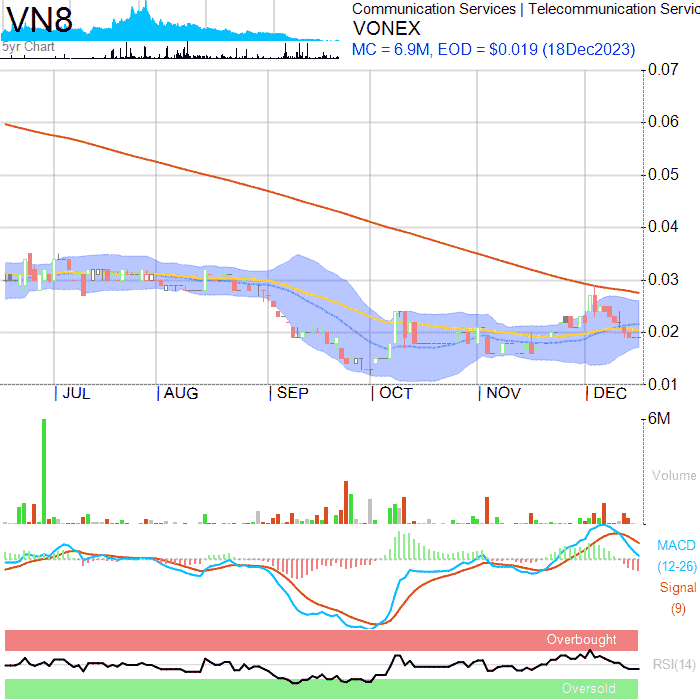 VN8
5yr Chart
Communication Services | Telecommunication Servic
VONEX
MC = 6.9M, EOD = $0.019 (18Dec2023)
0.07
0.06
0.05
0.04
0.03
0.02
0.01
JUL AUG SEP OCT NOV DEC
6M
Volume
MACD
(12-26)
Signal
(9)
Overbought
RSI(14)
Oversold